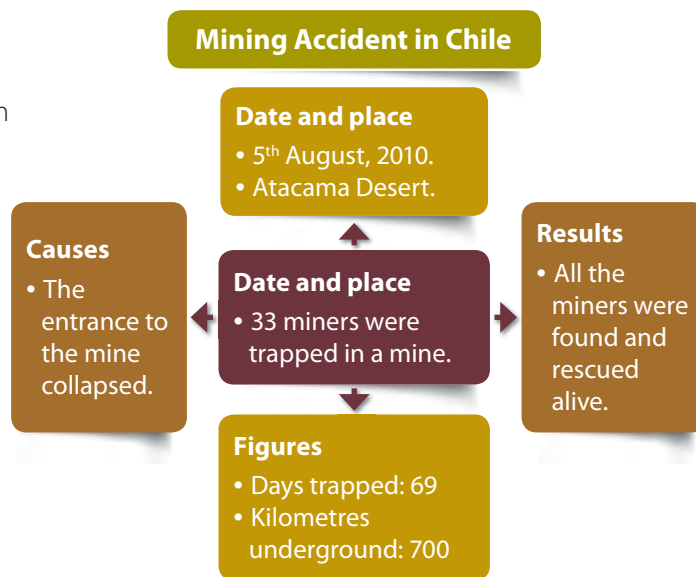 Mining Accident in Chile
Date and place
• 5th August, 2010.
• Atacama Desert.
Causes
• The
entrance to
the mine
collapsed.
Date and place
• 33 miners were
trapped in a mine.
Results
• All the
miners were
found and
rescued
alive.
Figures
• Days trapped: 69
• Kilometres
underground: 700